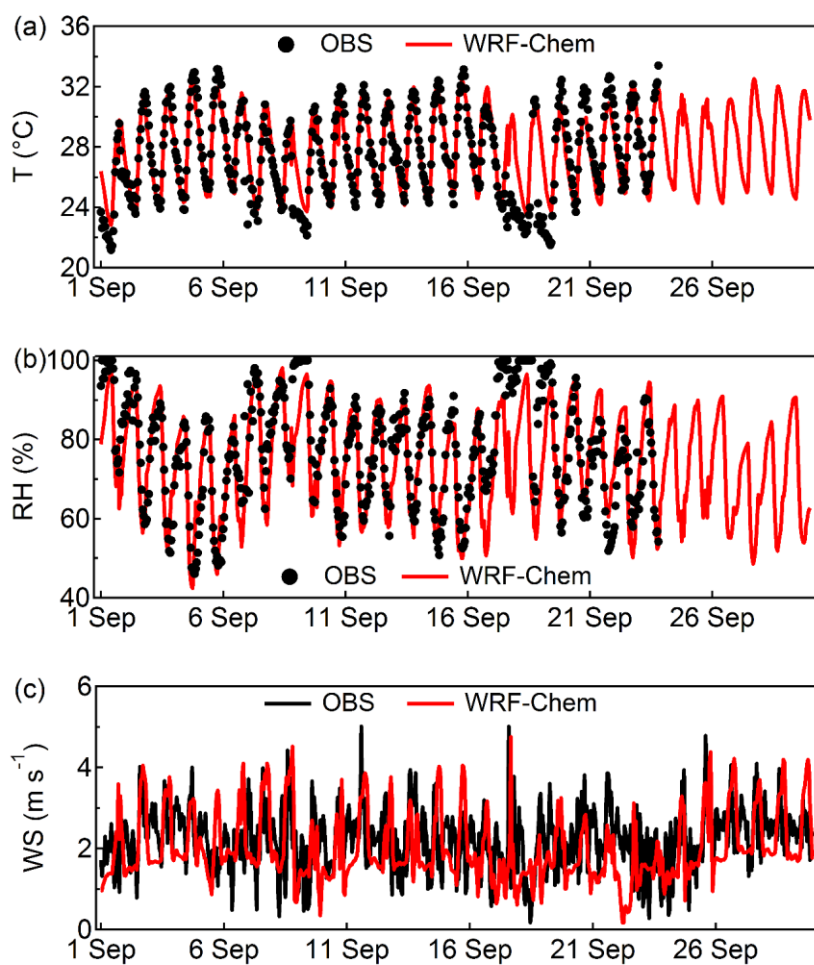 (a)
36
OBS WRF-Chem
32
28
24
20
T (°C)
1 Sep 6 Sep 11 Sep 16 Sep 21 Sep 26 Sep
(b)
100
80
60
40
RH (%)
OBS WRF-Chem
1 Sep 6 Sep 11 Sep 16 Sep 21 Sep 26 Sep
(c)
6
OBS WRF-Chem
4
2
0
WS (m s⁻¹)
1 Sep 6 Sep 11 Sep 16 Sep 21 Sep 26 Sep